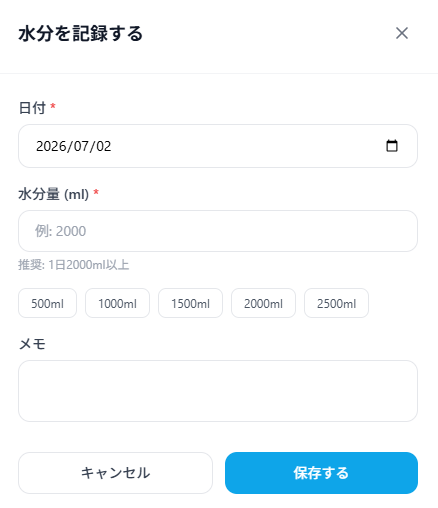 水分を記録する
日付 *
2026/07/02
水分量 (ml) *
例: 2000
推奨: 1日2000ml以上
500ml 1000ml 1500ml 2000ml 2500ml
メモ
キャンセル 保存する